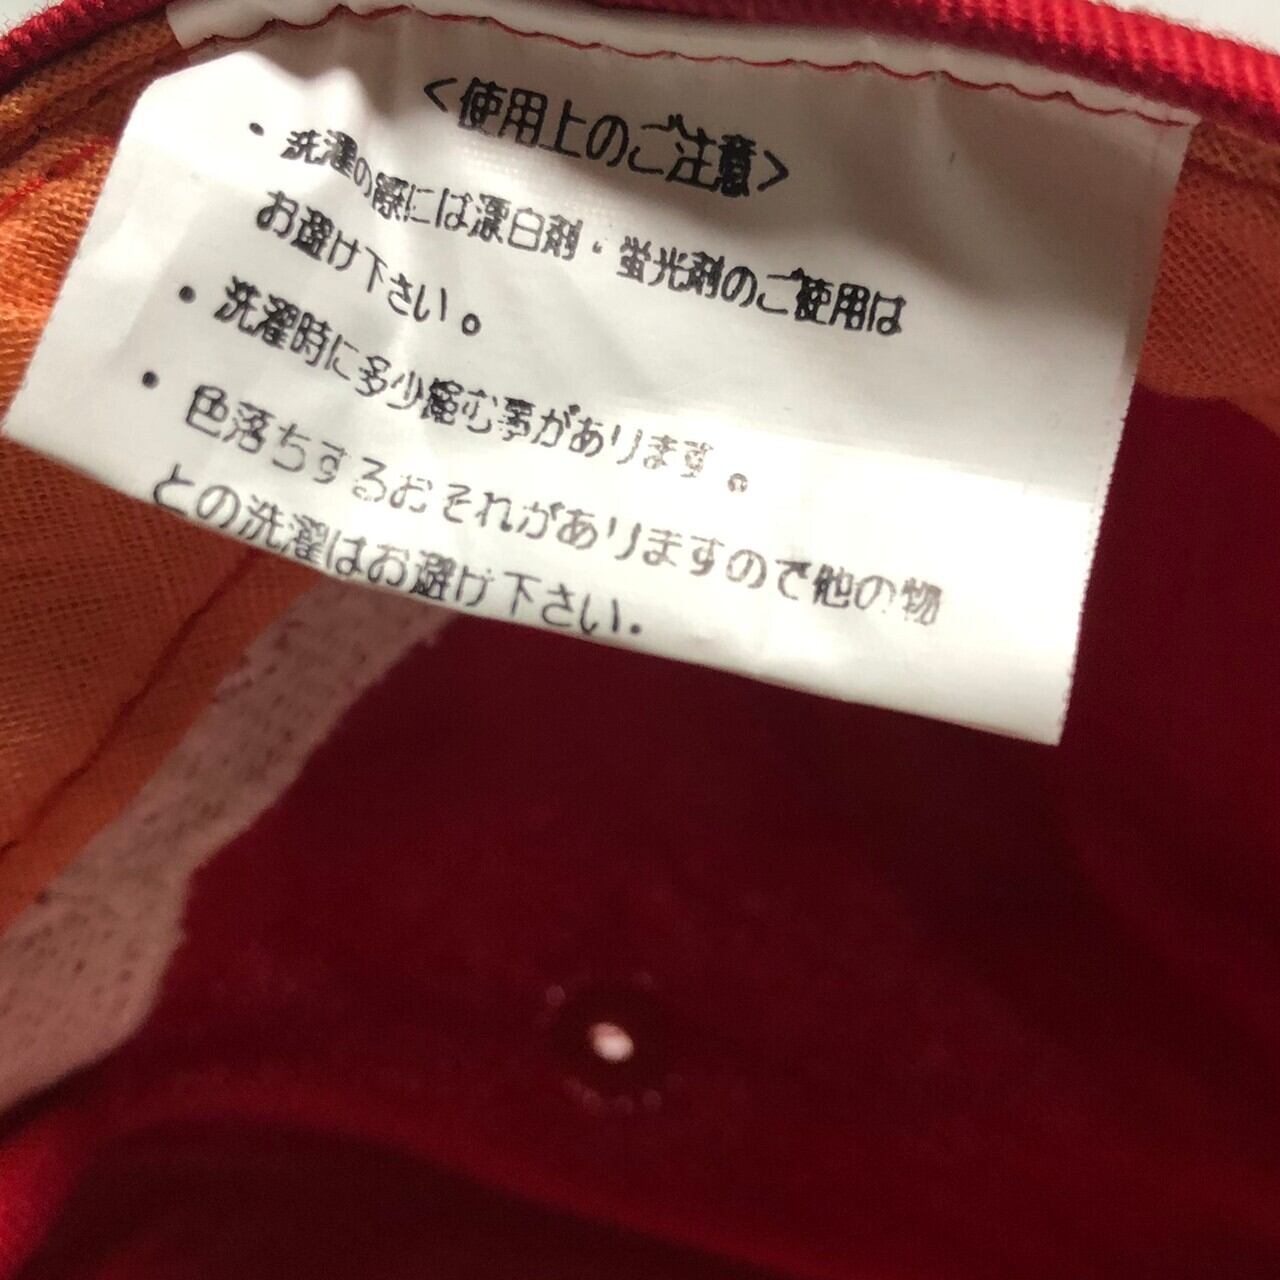 <使用上のご注意>
・洗濯の際には漂白剤・蛍光剤のご使用は
お避け下さい。
・洗濯時に多少縮む事があります。
・色落ちするおそれがありますので他の物
との洗濯はお避け下さい.